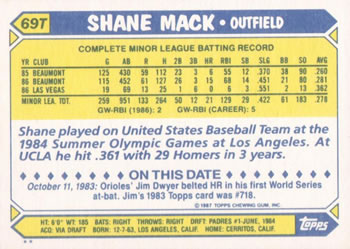 69T
SHANE MACK • OUTFIELD
COMPLETE MINOR LEAGUE BATTING RECORD
YR CLUB G AB R H 2B 3B HR RBI SB SLG BB SO AVG
85 BEAUMONT 125 430 59 112 23 3 6 55 12 .370 38 90 .260
86 BEAUMONT 115 452 61 127 26 3 15 68 14 .451 21 79 .281
86 LAS VEGAS 19 69 13 25 1 6 0 6 3 .551 2 13 .362
MINOR LEA. TOT. 259 951 133 264 50 12 21 129 29 .422 61 182 .278
GW-RBI (1986): 2 GW-RBI (CAREER): 5
Shane played on United States Baseball Team at the
1984 Summer Olympic Games at Los Angeles. At
UCLA he hit .361 with 29 Homers in 3 years.
ON THIS DATE
October 11, 1983: Orioles' Jim Dwyer belted HR in his first World Series
at-bat. Jim's 1983 Topps card was #718.
© 1987 TOPPS CHEWING GUM, INC.
HT: 6'0" WT: 185 BATS: RIGHT THROWS: RIGHT DRFT: PADRES #1-JUNE, 1984
ACQ: VIA DRAFT BORN: 12-7-63, LOS ANGELES, CALIF. HOME: CERRITOS, CALIF.
TOPPS
**